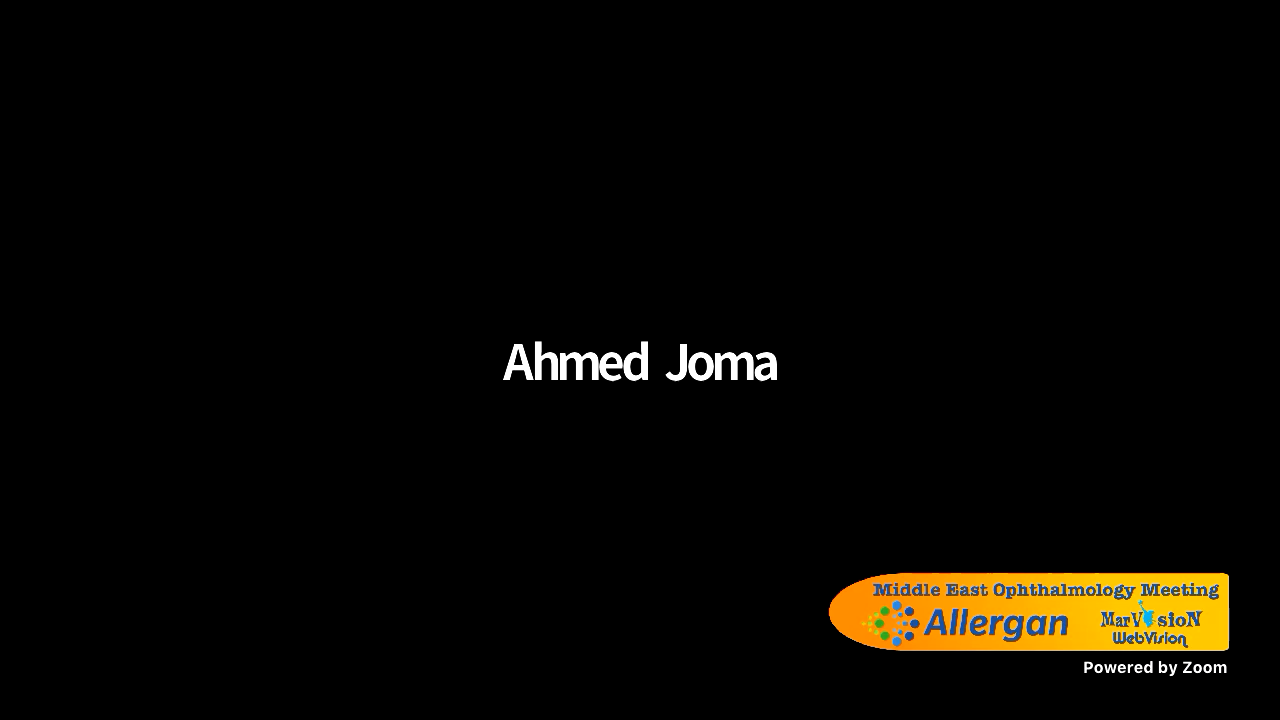 Ahmed Joma
Middle East Ophthalmology Meeting
Allergan
MarVisioN
WebVision
Powered by Zoom